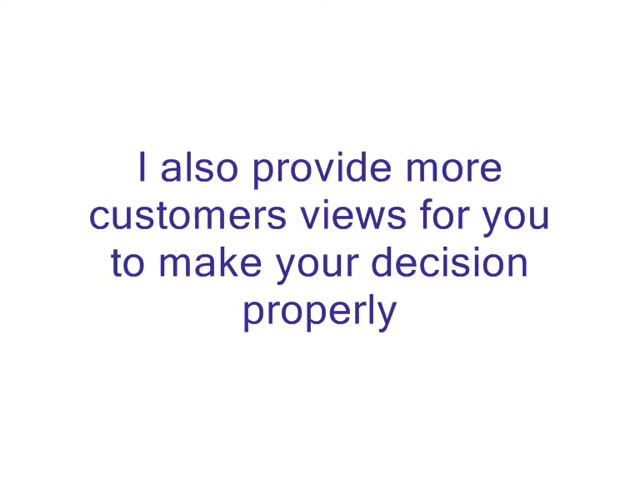 I also provide more
customers views for you
to make your decision
properly